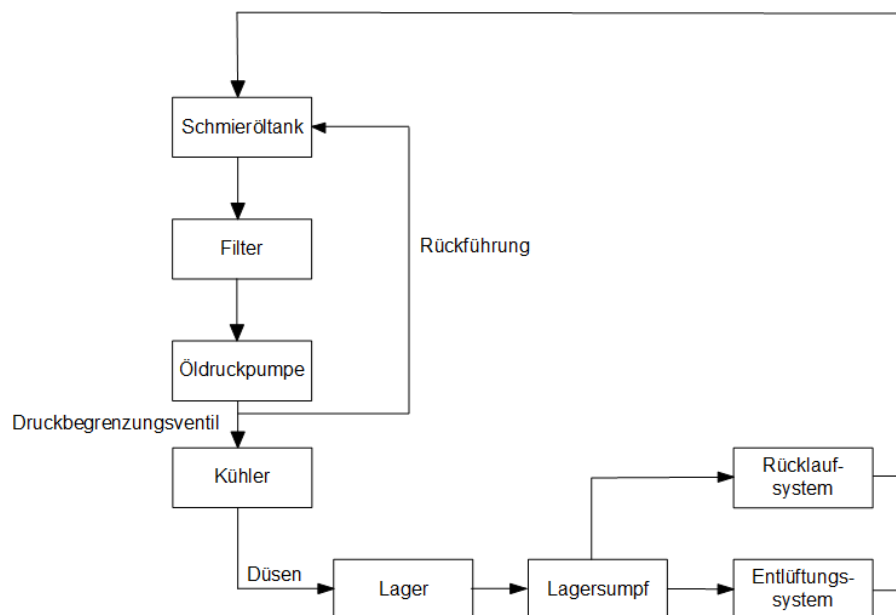 Schmieröltank
Filter
Rückführung
Öldruckpumpe
Druckbegrenzungsventil
Kühler
Rücklauf-
system
Düsen
Lager
Lagersumpf
Entlüftungs-
system